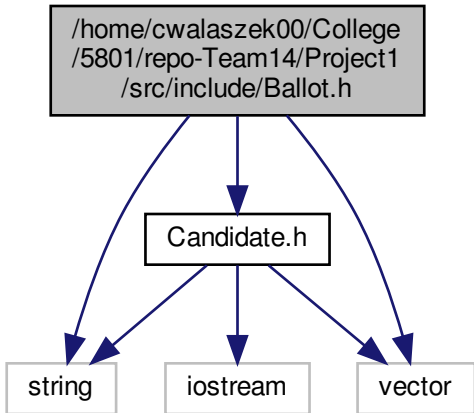 /home/cwalaszek00/College
/5801/repo-Team14/Project1
/src/include/Ballot.h
Candidate.h
string
iostream
vector